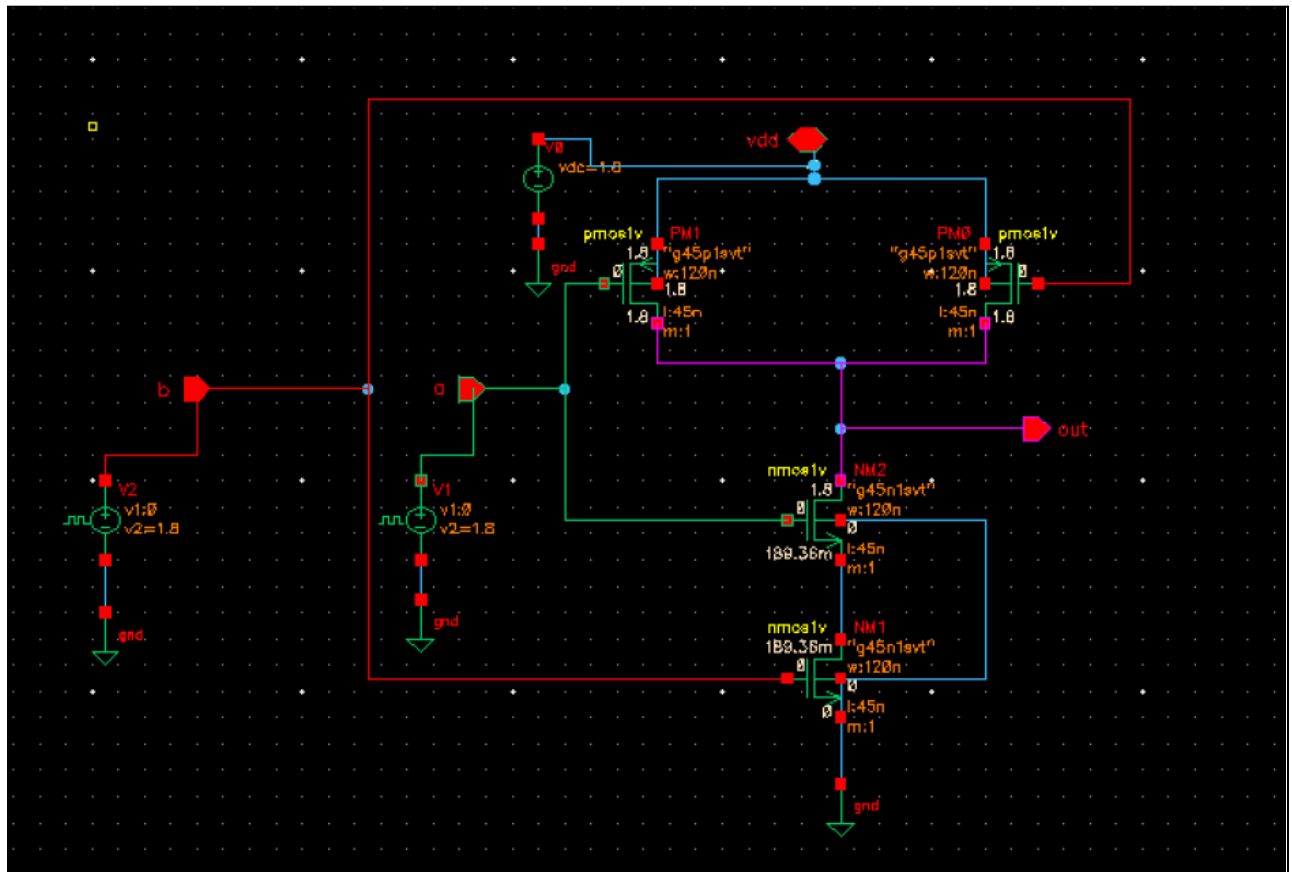 vdd
V0
vdc=1.8
gnd
pmos1v
PM1
1.8
"g45p1svt"
0
w:120n
1.8
1.8
l:45n
m:1
PM0
pmos1v
1.8
"g45p1svt"
0
w:120n
1.8
l:45n
1.8
m:1
b
a
out
V2
v1:0
v2=1.8
gnd
V1
v1:0
v2=1.8
gnd
nmos1v
NM2
1.8
"g45n1svt"
0
w:120n
0
189.36m
l:45n
m:1
nmos1v
NM1
189.36m
"g45n1svt"
0
w:120n
0
0
l:45n
m:1
gnd